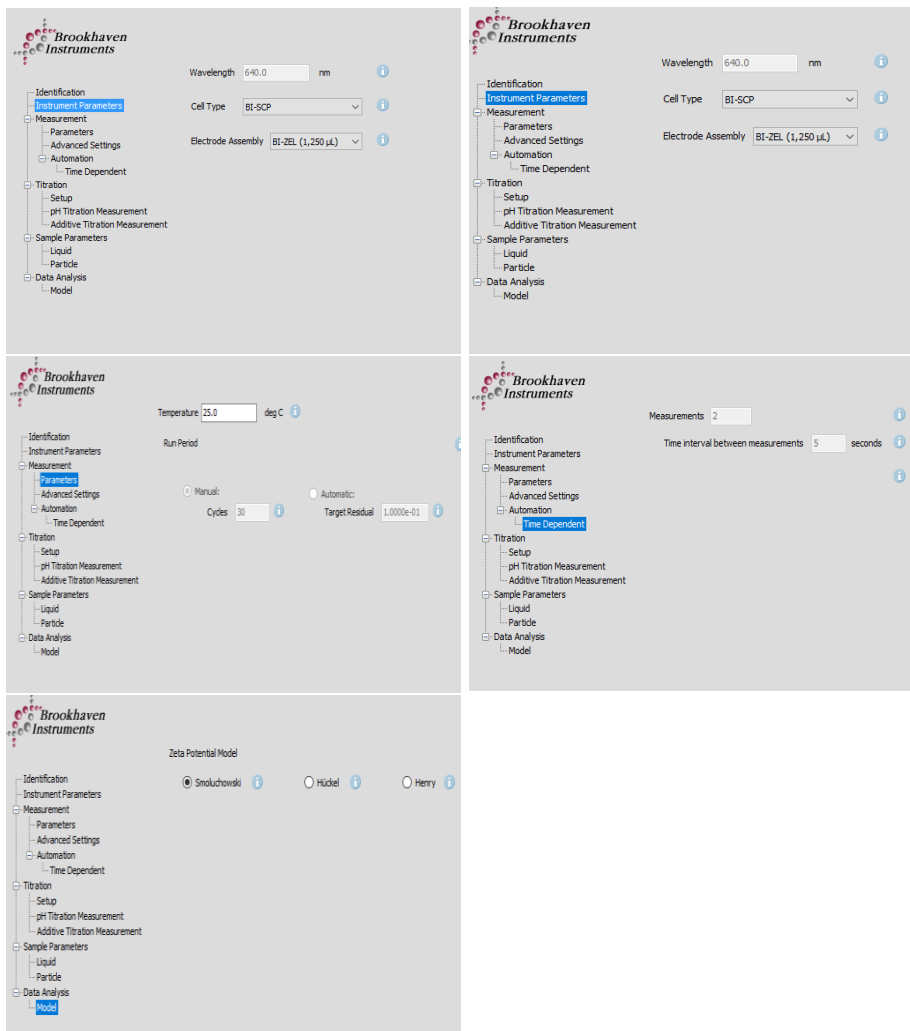 Brookhaven
Instruments
Wavelength 640.0 nm
Identification
Instrument Parameters
Cell Type BI-SCP
Measurement
Parameters
Advanced Settings
Electrode Assembly BI-ZEL (1,250 µL)
Automation
Time Dependent
Titration
Setup
pH Titration Measurement
Additive Titration Measurement
Sample Parameters
Liquid
Particle
Data Analysis
Model
Brookhaven
Instruments
Wavelength 640.0 nm
Identification
Instrument Parameters
Cell Type BI-SCP
Measurement
Parameters
Advanced Settings
Electrode Assembly BI-ZEL (1,250 µL)
Automation
Time Dependent
Titration
Setup
pH Titration Measurement
Additive Titration Measurement
Sample Parameters
Liquid
Particle
Data Analysis
Model
Brookhaven
Instruments
Temperature 25.0 deg C
Identification
Run Period
Instrument Parameters
Measurement
Parameters
Advanced Settings
Manual: Automatic:
Automation
Cycles 30 Target Residual 1.0000e-01
Time Dependent
Titration
Setup
pH Titration Measurement
Additive Titration Measurement
Sample Parameters
Liquid
Particle
Data Analysis
Model
Brookhaven
Instruments
Measurements 2
Identification
Time interval between measurements 5 seconds
Instrument Parameters
Measurement
Parameters
Advanced Settings
Automation
Time Dependent
Titration
Setup
pH Titration Measurement
Additive Titration Measurement
Sample Parameters
Liquid
Particle
Data Analysis
Model
Brookhaven
Instruments
Zeta Potential Model
Identification
Smoluchowski Hückel Henry
Instrument Parameters
Measurement
Parameters
Advanced Settings
Automation
Time Dependent
Titration
Setup
pH Titration Measurement
Additive Titration Measurement
Sample Parameters
Liquid
Particle
Data Analysis
Model